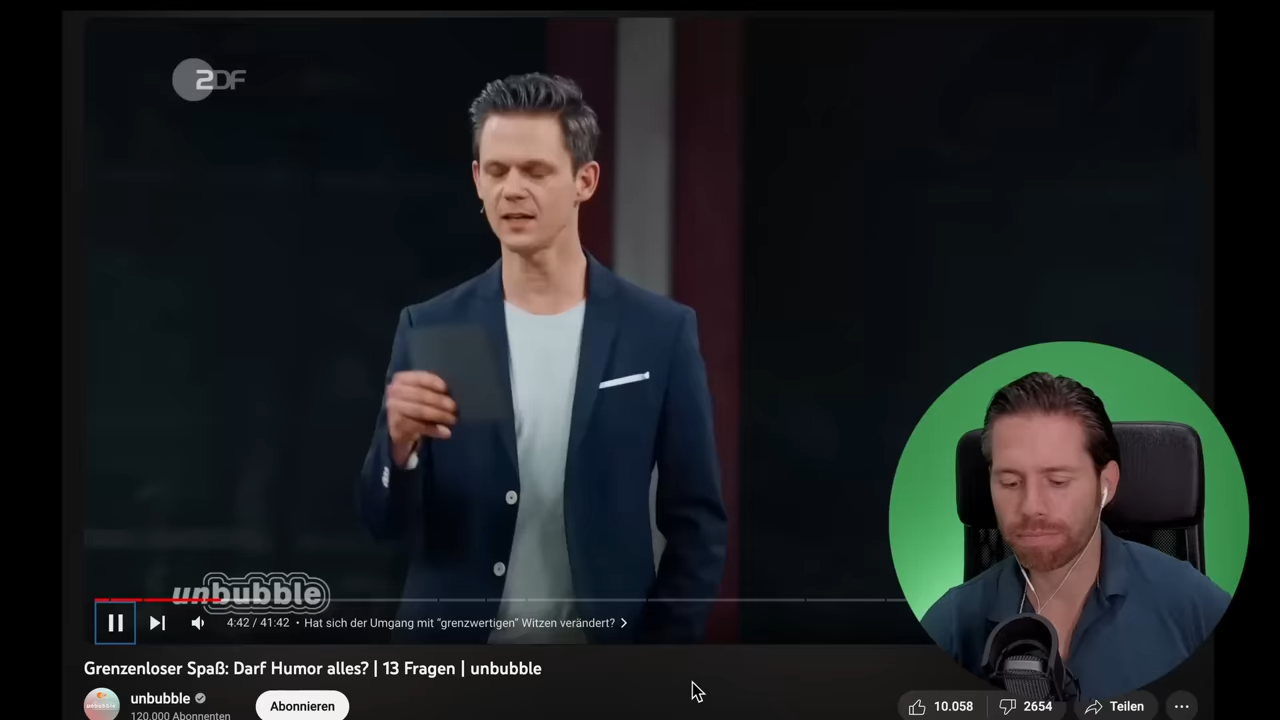 2DF
unbubble
4:42 / 41:42 • Hat sich der Umgang mit “grenzwertigen” Witzen verändert?
Grenzenloser Spaß: Darf Humor alles? | 13 Fragen | unbubble
unbubble
unbubble
120.000 Abonnenten
Abonnieren
10.058
2654
Teilen